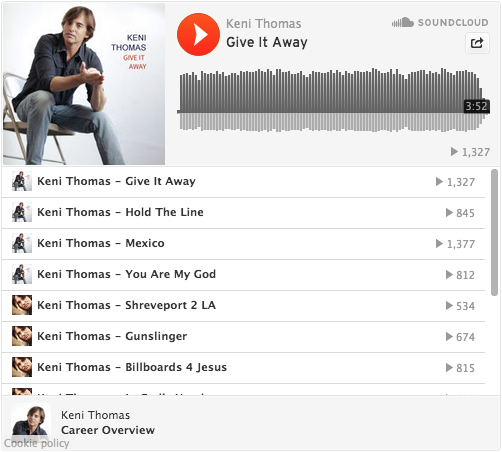 KENI
THOMAS
GIVE IT
AWAY
Keni Thomas
SOUNDCLOUD
Give It Away
3:52
1,327
Keni Thomas – Give It Away 1,327
Keni Thomas – Hold The Line 845
Keni Thomas – Mexico 1,377
Keni Thomas – You Are My God 812
Keni Thomas – Shreveport 2 LA 534
Keni Thomas – Gunslinger 674
Keni Thomas – Billboards 4 Jesus 815
Keni Thomas
Career Overview
Cookie policy